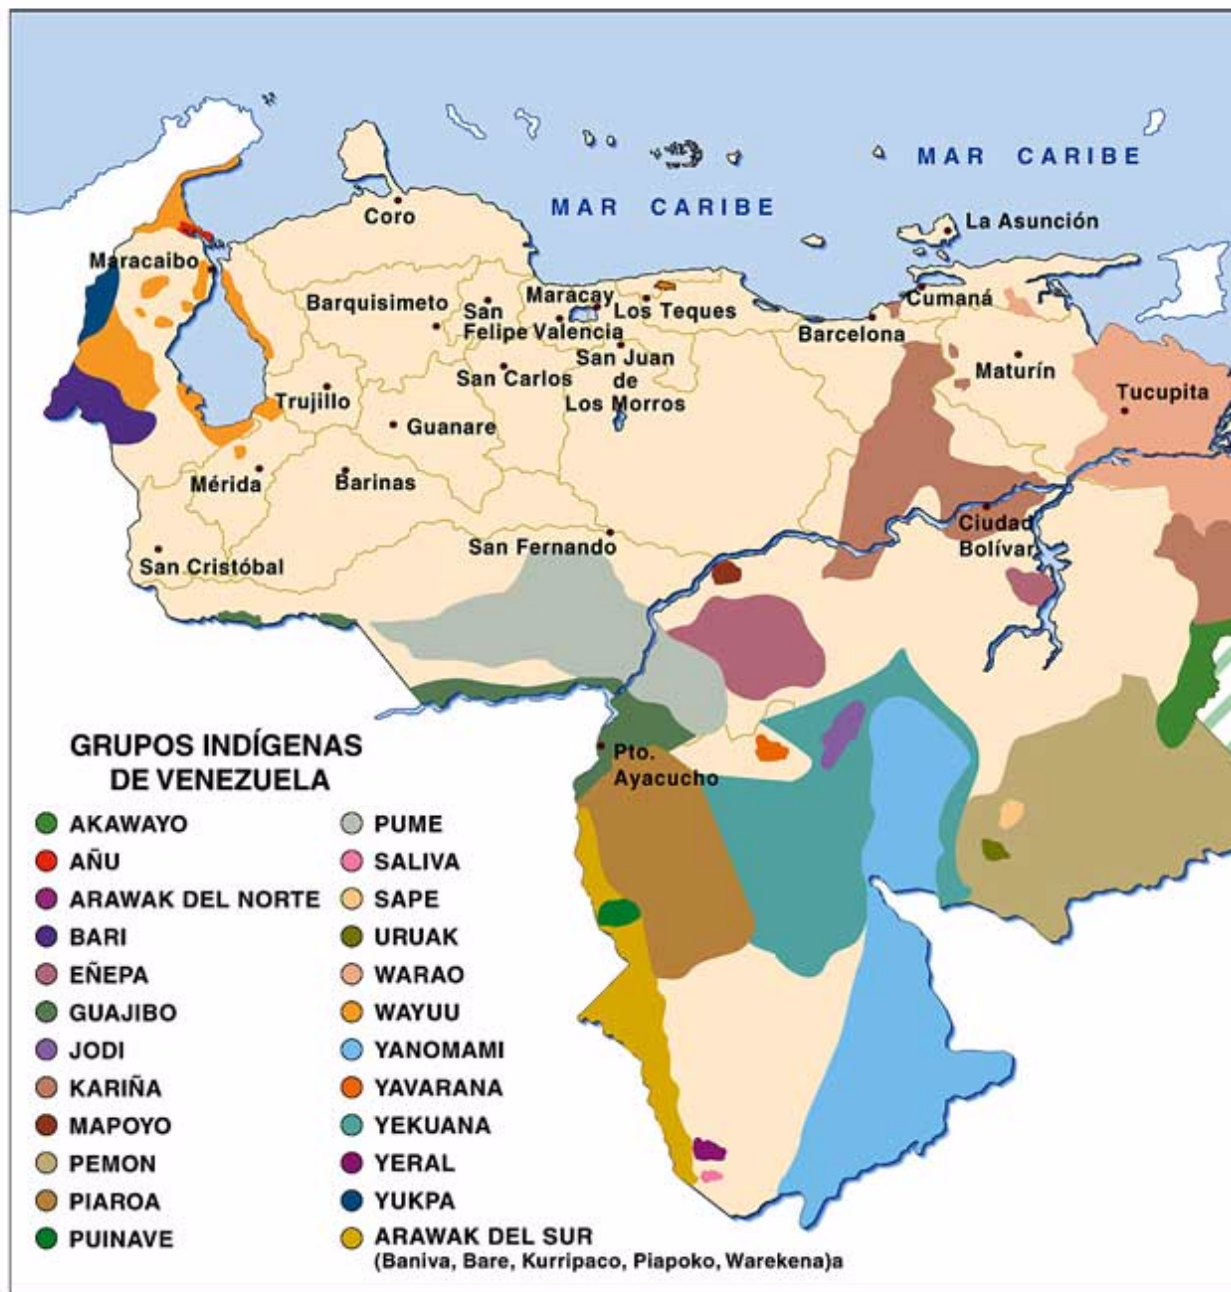 MAR CARIBE
MAR CARIBE
La Asunción
Coro
Maracaibo
Cumaná
Barquisimeto
San
Felipe
Maracay
Los Teques
Valencia
Barcelona
San Juan
de
Los Morros
San Carlos
Maturín
Trujillo
Tucupita
Guanare
Mérida
Barinas
Ciudad
Bolívar
San Fernando
San Cristóbal
Pto.
Ayacucho
GRUPOS INDÍGENAS
DE VENEZUELA
AKAWAYO
AÑU
ARAWAK DEL NORTE
BARI
EÑEPA
GUAJIBO
JODI
KARIÑA
MAPOYO
PEMON
PIAROA
PUINAVE
PUME
SALIVA
SAPE
URUAK
WARAO
WAYUU
YANOMAMI
YAVARANA
YEKUANA
YERAL
YUKPA
ARAWAK DEL SUR
(Baniva, Bare, Kurripaco, Piapoko, Warekena)a